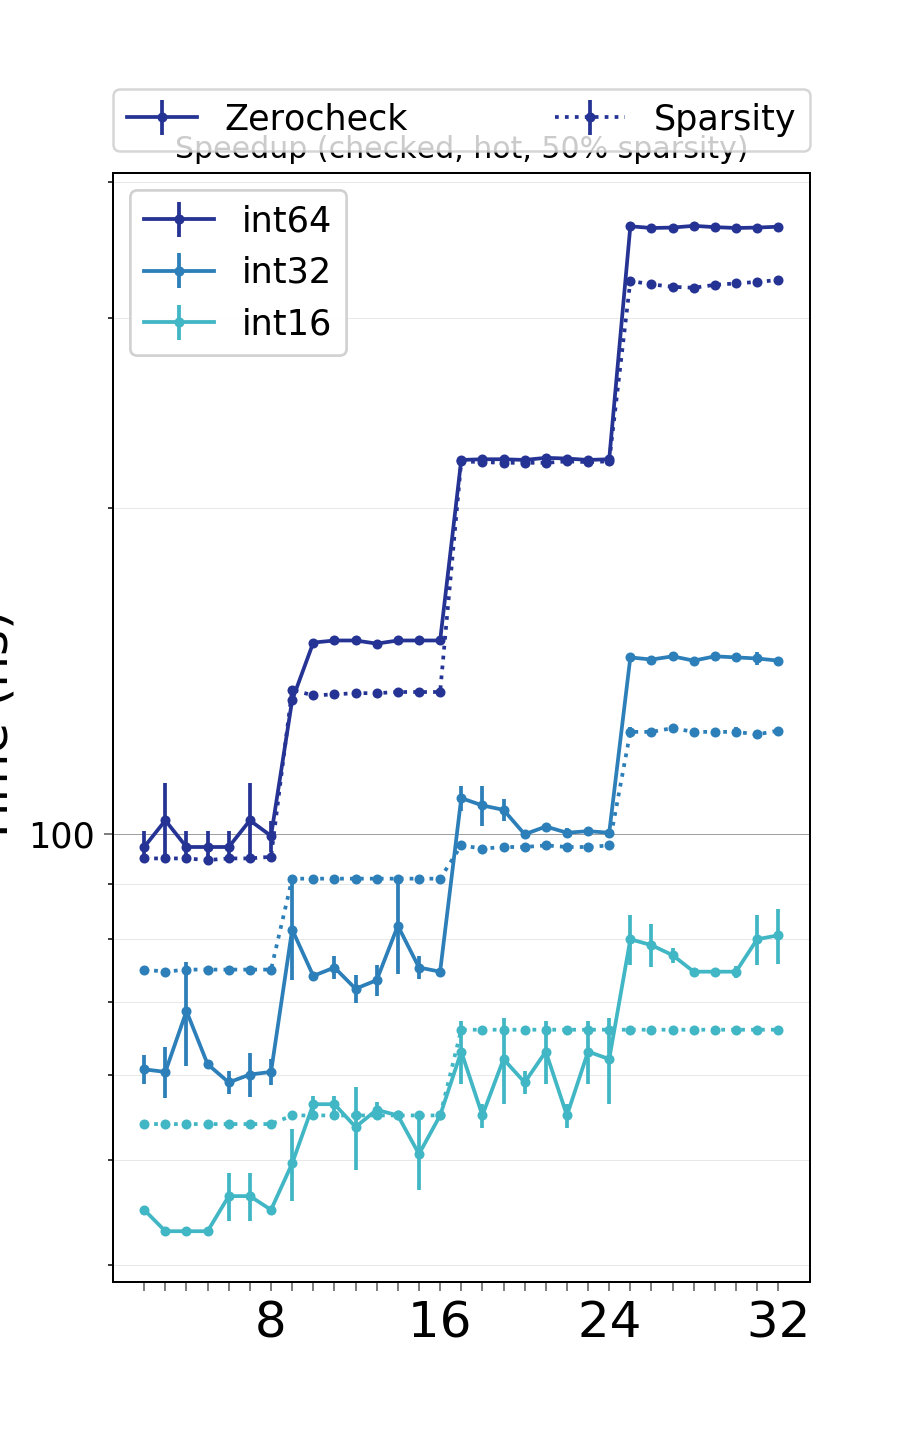 Zerocheck Sparsity
Speedup (checked, hot, 50% sparsity)
int64
int32
int16
100
8 16 24 32